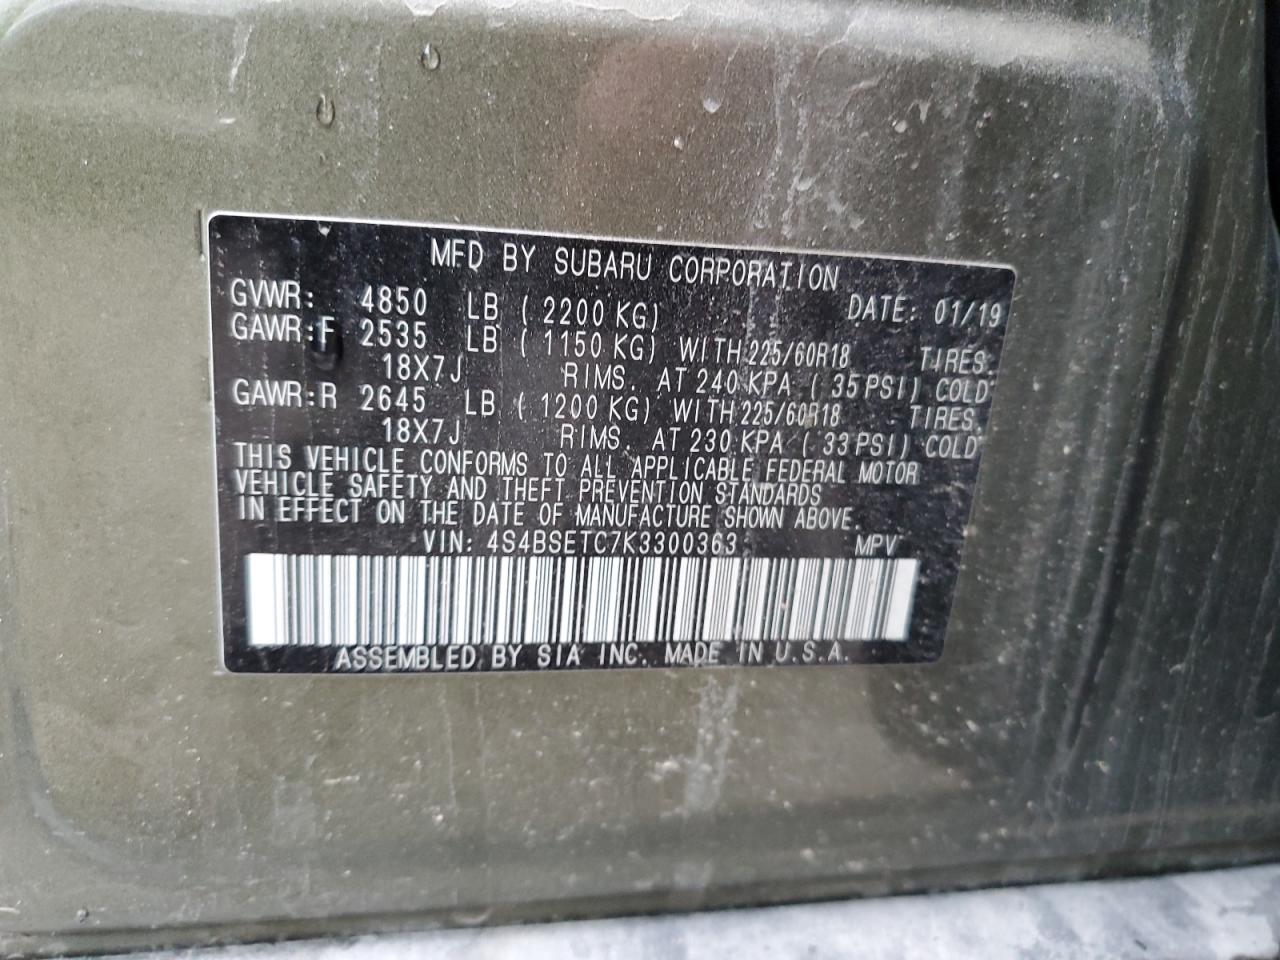 MFD BY SUBARU CORPORATION
GVWR: 4850 LB ( 2200 KG) DATE: 01/19
GAWR:F 2535 LB ( 1150 KG) WITH 225/60R18 TIRES.
18X7J RIMS. AT 240 KPA ( 35 PSI) COLD
GAWR:R 2645 LB ( 1200 KG) WITH 225/60R18 TIRES.
18X7J RIMS. AT 230 KPA ( 33 PSI) COLD
THIS VEHICLE CONFORMS TO ALL APPLICABLE FEDERAL MOTOR
VEHICLE SAFETY AND THEFT PREVENTION STANDARDS
IN EFFECT ON THE DATE OF MANUFACTURE SHOWN ABOVE.
VIN: 4S4BSETC7K3300363 MPV
ASSEMBLED BY SIA INC. MADE IN U.S.A.